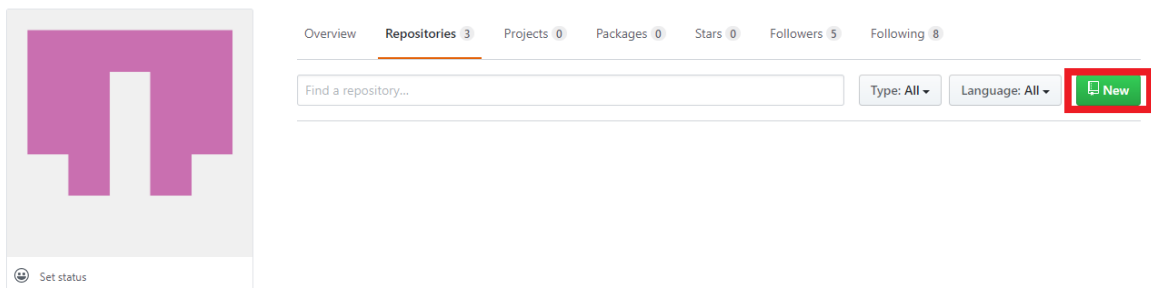 Overview Repositories 3 Projects 0 Packages 0 Stars 0 Followers 5 Following 8
Find a repository... Type: All Language: All New
Set status